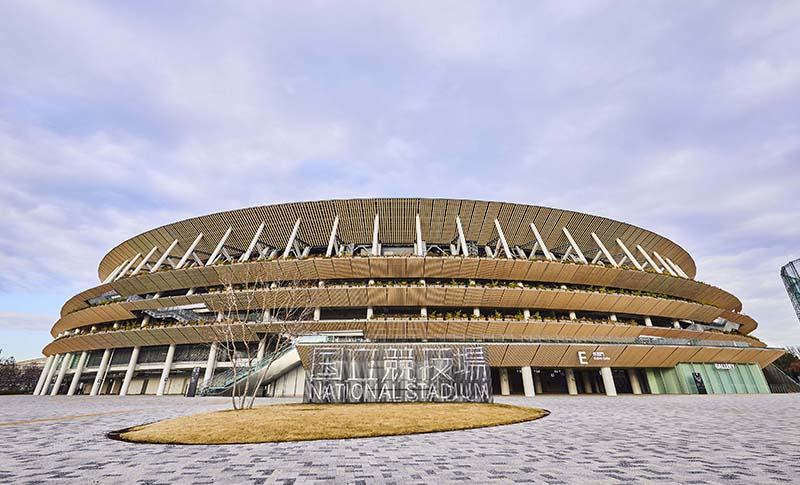 国立競技場
NATIONAL STADIUM
E
GALLERY